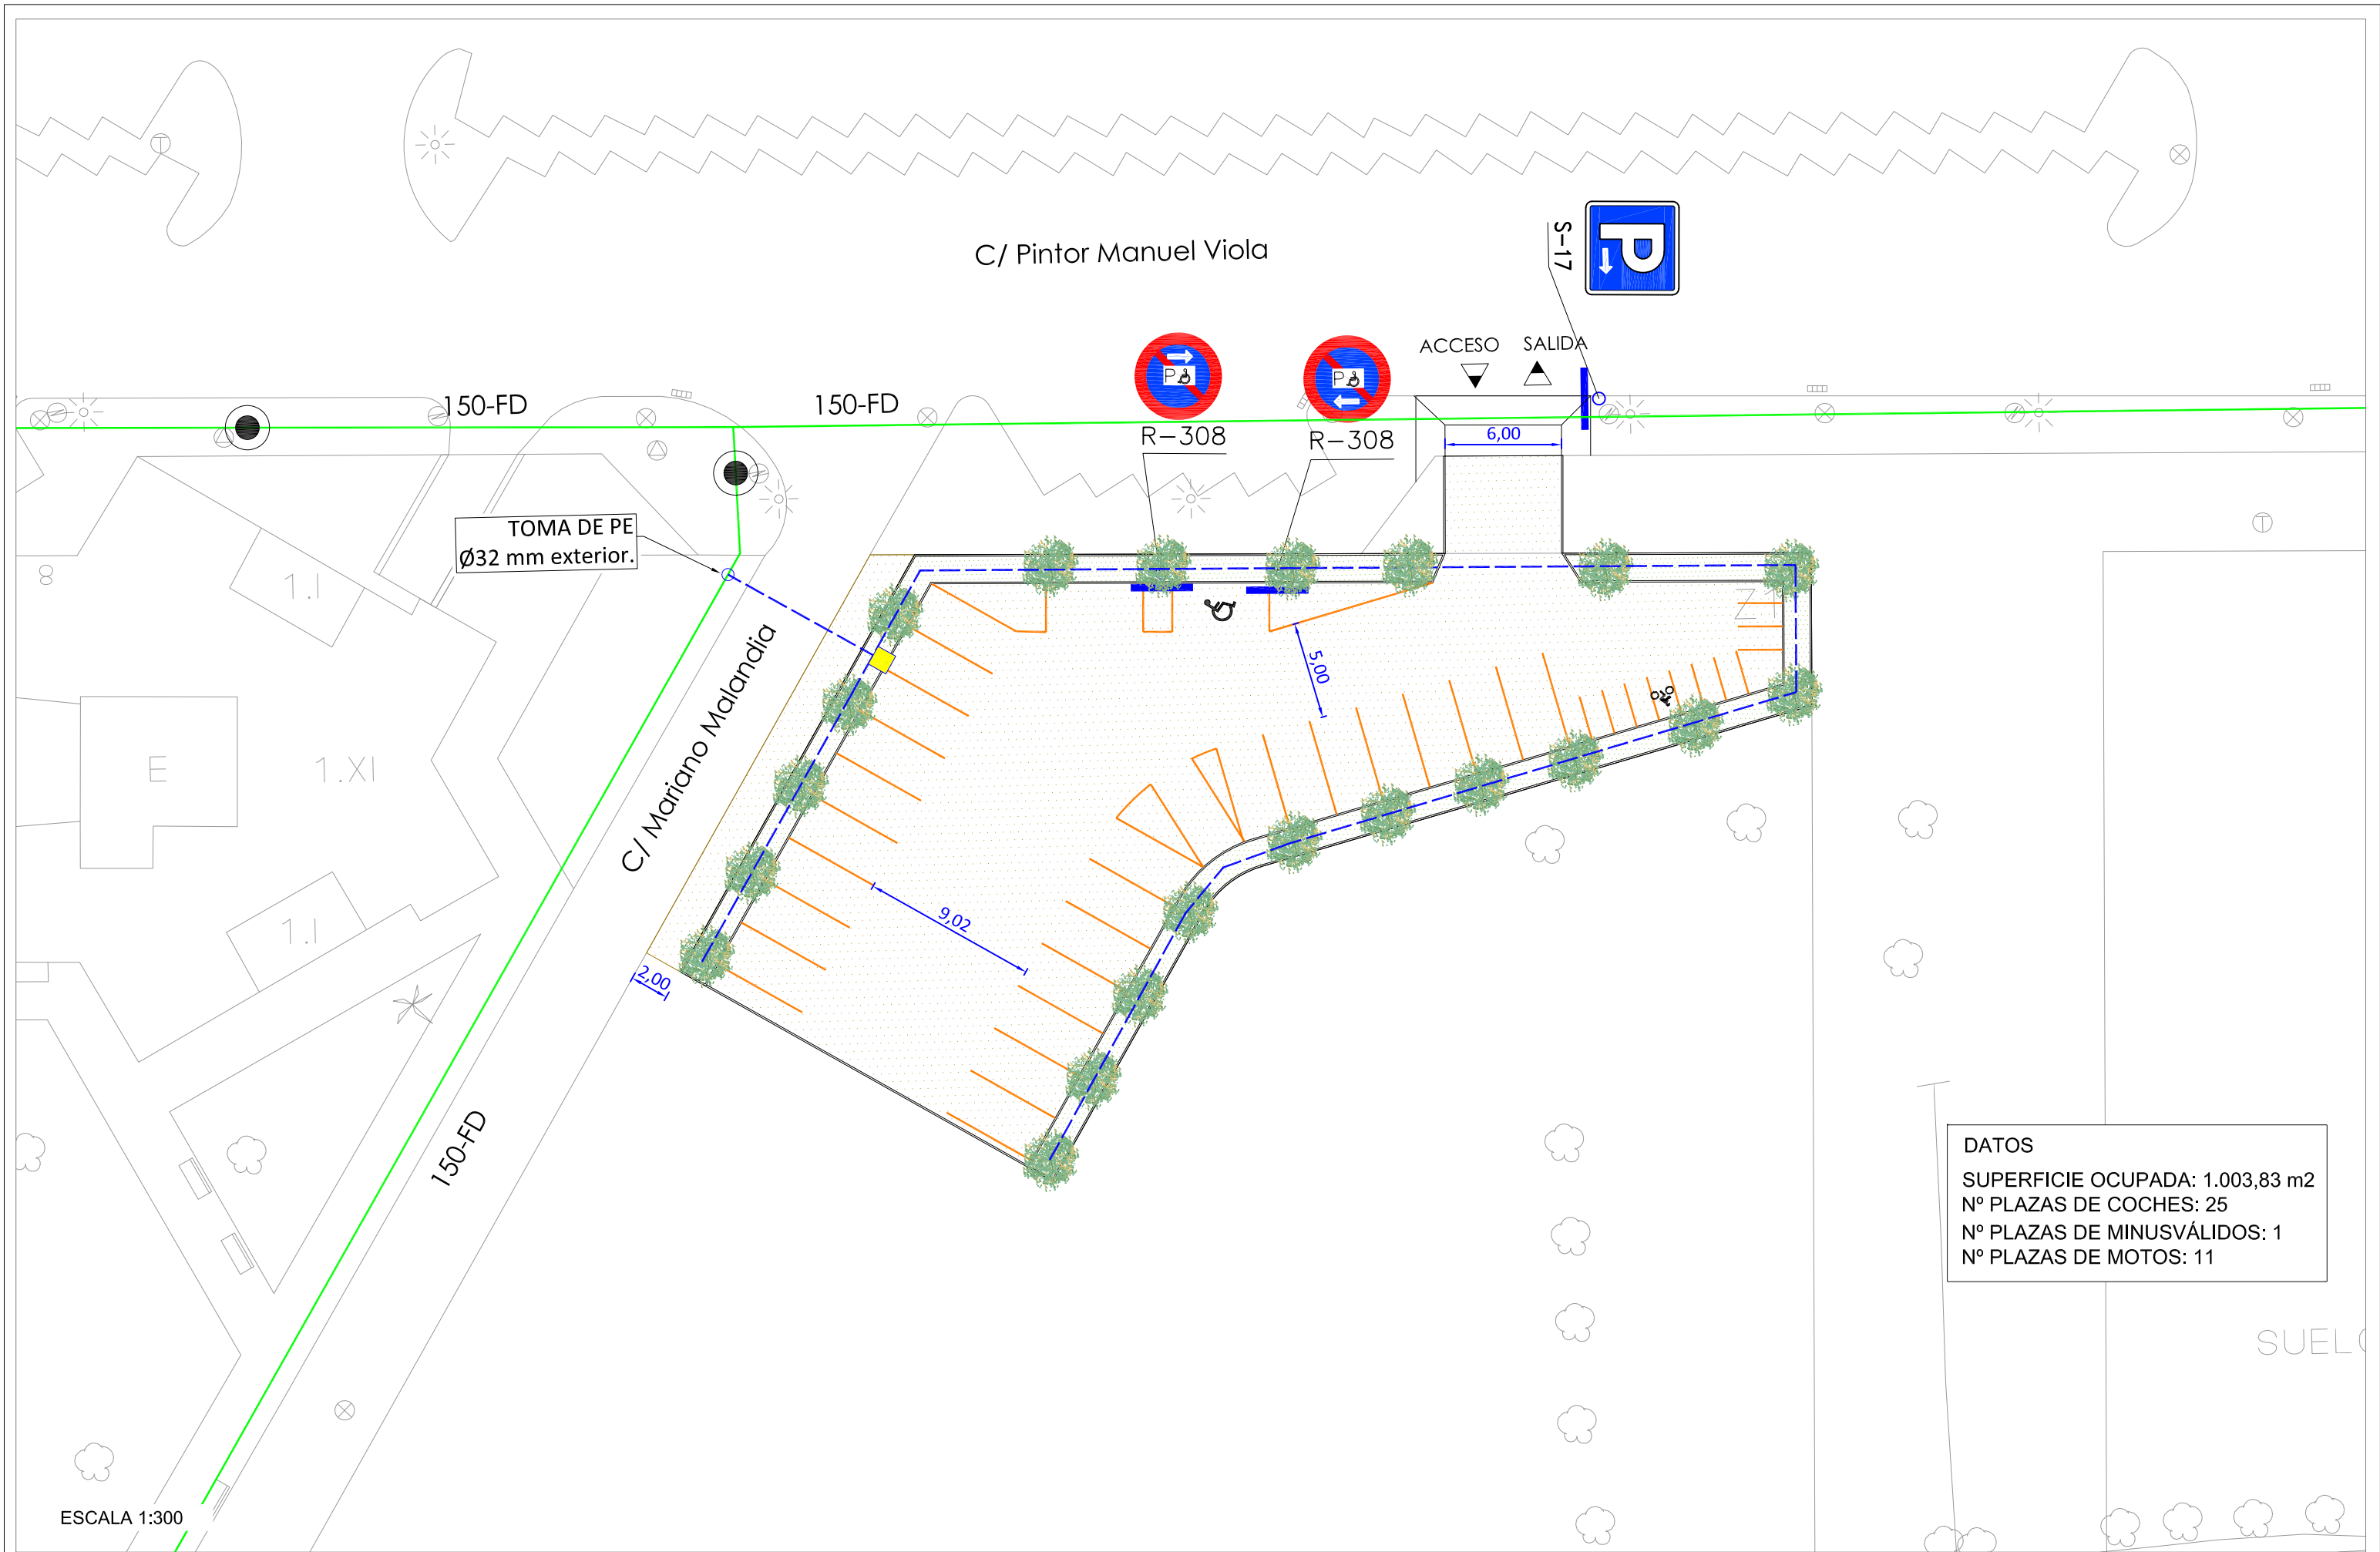 C/ Pintor Manuel Viola
S-17
P
ACCESO SALIDA
150-FD
150-FD
P
P
R-308
R-308
6,00
TOMA DE PE
Ø32 mm exterior.
8
1.I
Z1
C/ Mariano Malandia
5,00
E
1.XI
1.I
9,02
2,00
150-FD
DATOS
SUPERFICIE OCUPADA: 1.003,83 m2
Nº PLAZAS DE COCHES: 25
Nº PLAZAS DE MINUSVÁLIDOS: 1
Nº PLAZAS DE MOTOS: 11
ESCALA 1:300